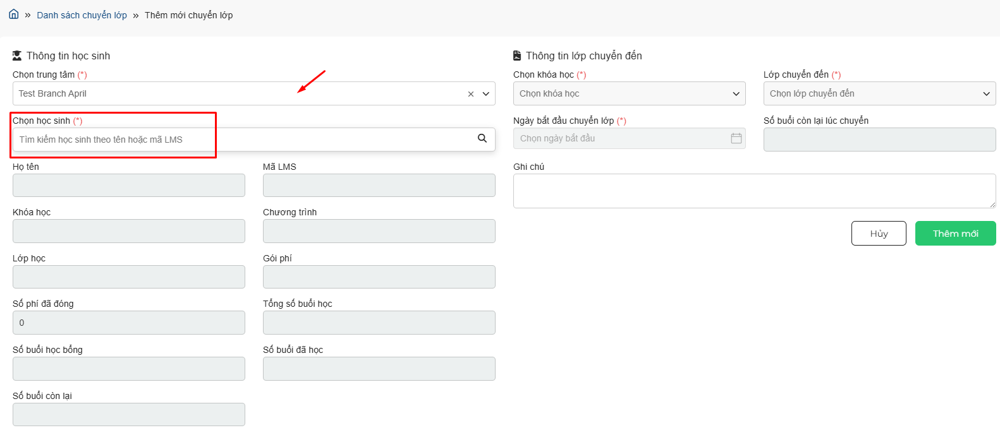 » Danh sách chuyển lớp » Thêm mới chuyển lớp
Thông tin học sinh
Chọn trung tâm (*)
Test Branch April
Chọn học sinh (*)
Tìm kiếm học sinh theo tên hoặc mã LMS
Họ tên
Mã LMS
Khóa học
Chương trình
Lớp học
Gói phí
Số phí đã đóng
Tổng số buổi học
0
Số buổi học bổng
Số buổi đã học
Số buổi còn lại
Thông tin lớp chuyển đến
Chọn khóa học (*)
Lớp chuyển đến (*)
Chọn khóa học
Chọn lớp chuyển đến
Ngày bắt đầu chuyển lớp (*)
Số buổi còn lại lúc chuyển
Chọn ngày bắt đầu
Ghi chú
Hủy
Thêm mới